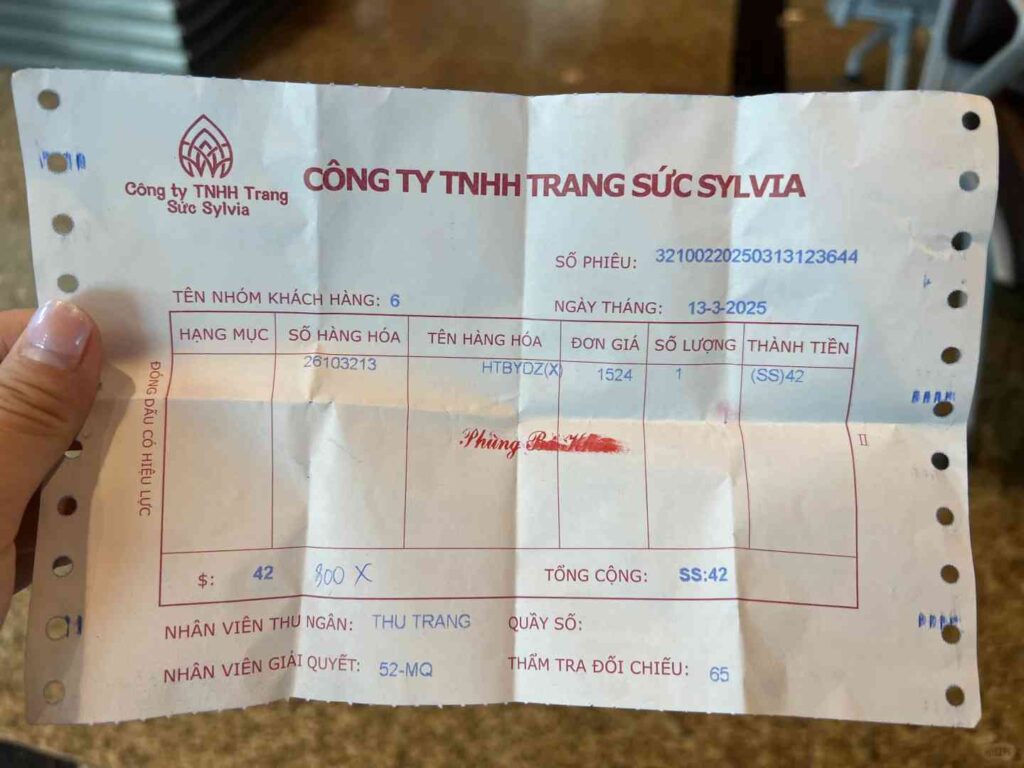 Công ty TNHH Trang
Sức Sylvia
CÔNG TY TNHH TRANG SỨC SYLVIA
SỐ PHIẾU: 32100220250313123644
TÊN NHÓM KHÁCH HÀNG: 6
NGÀY THÁNG: 13-3-2025
HẠNG MỤC SỐ HÀNG HÓA TÊN HÀNG HÓA ĐƠN GIÁ SỐ LƯỢNG THÀNH TIỀN
26103213 HTBYDZ(X) 1524 1 (SS)42
ĐÓNG DẤU CÓ HIỆU LỰC
Phùng
$: 42 800 X TỔNG CỘNG: SS:42
NHÂN VIÊN THU NGÂN: THU TRANG QUẦY SỐ:
NHÂN VIÊN GIẢI QUYẾT: 52-MQ THẨM TRA ĐỐI CHIẾU: 65